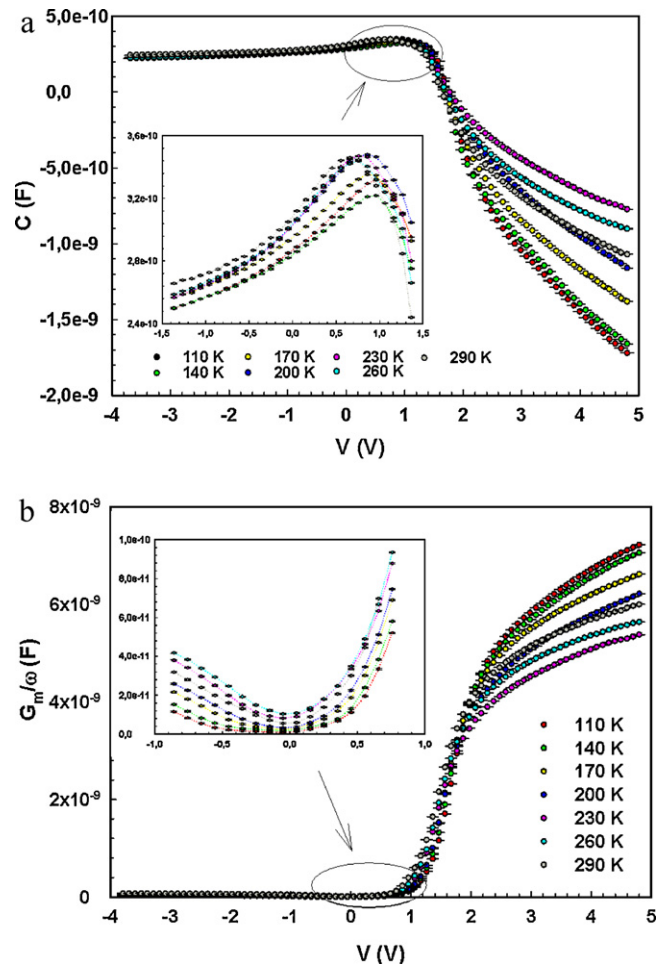 a
5,0e-10
0,0
-5,0e-10
-1,0e-9
-1,5e-9
-2,0e-9
C (F)
3,6e-10
3,2e-10
2,8e-10
2,4e-10
-1,5 -1,0 -0,5 0,0 0,5 1,0 1,5
110 K 170 K 230 K 290 K
140 K 200 K 260 K
-4 -3 -2 -1 0 1 2 3 4 5
V (V)
b
8x10⁻⁹
6x10⁻⁹
4x10⁻⁹
2x10⁻⁹
0
Gₘ/ω (F)
1,0e-10
8,0e-11
6,0e-11
4,0e-11
2,0e-11
0,0
-1,0 -0,5 0,0 0,5 1,0
110 K
140 K
170 K
200 K
230 K
260 K
290 K
-4 -3 -2 -1 0 1 2 3 4 5
V (V)